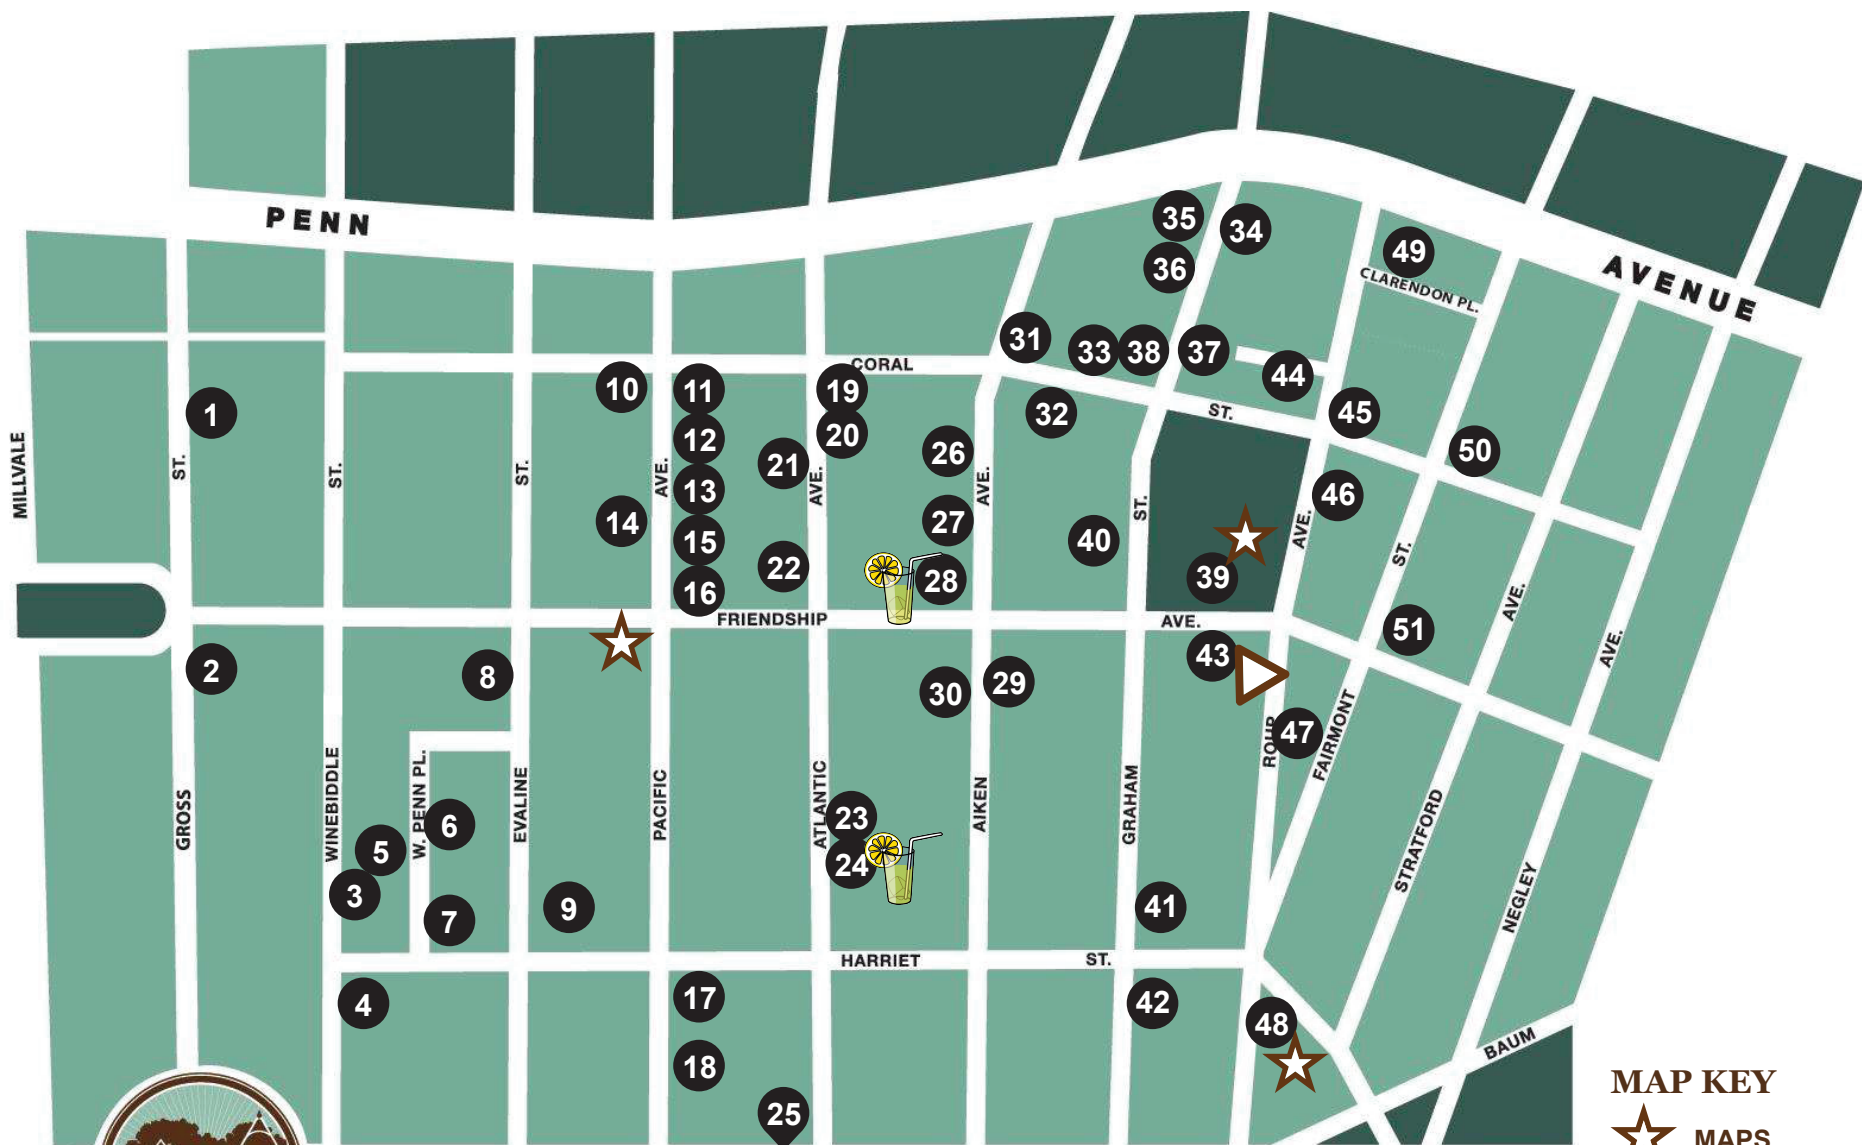 PENN
AVENUE
CLARENDON PL.
CORAL
ST.
MILLVALE
ST.
ST.
ST.
AVE.
AVE.
AVE.
ST.
AVE.
ST.
AVE.
AVE.
FRIENDSHIP
AVE.
GROSS
WINEBIDDLE
W. PENN PL.
EVALINE
PACIFIC
ATLANTIC
AIKEN
GRAHAM
ROUP
FAIRMONT
STRATFORD
NEGLEY
HARRIET
ST.
BAUM
1
2
3
4
5
6
7
8
9
10
11
12
13
14
15
16
17
18
19
20
21
22
23
24
25
26
27
28
29
30
31
32
33
34
35
36
37
38
39
40
41
42
43
44
45
46
47
48
49
50
51
MAP KEY
MAPS